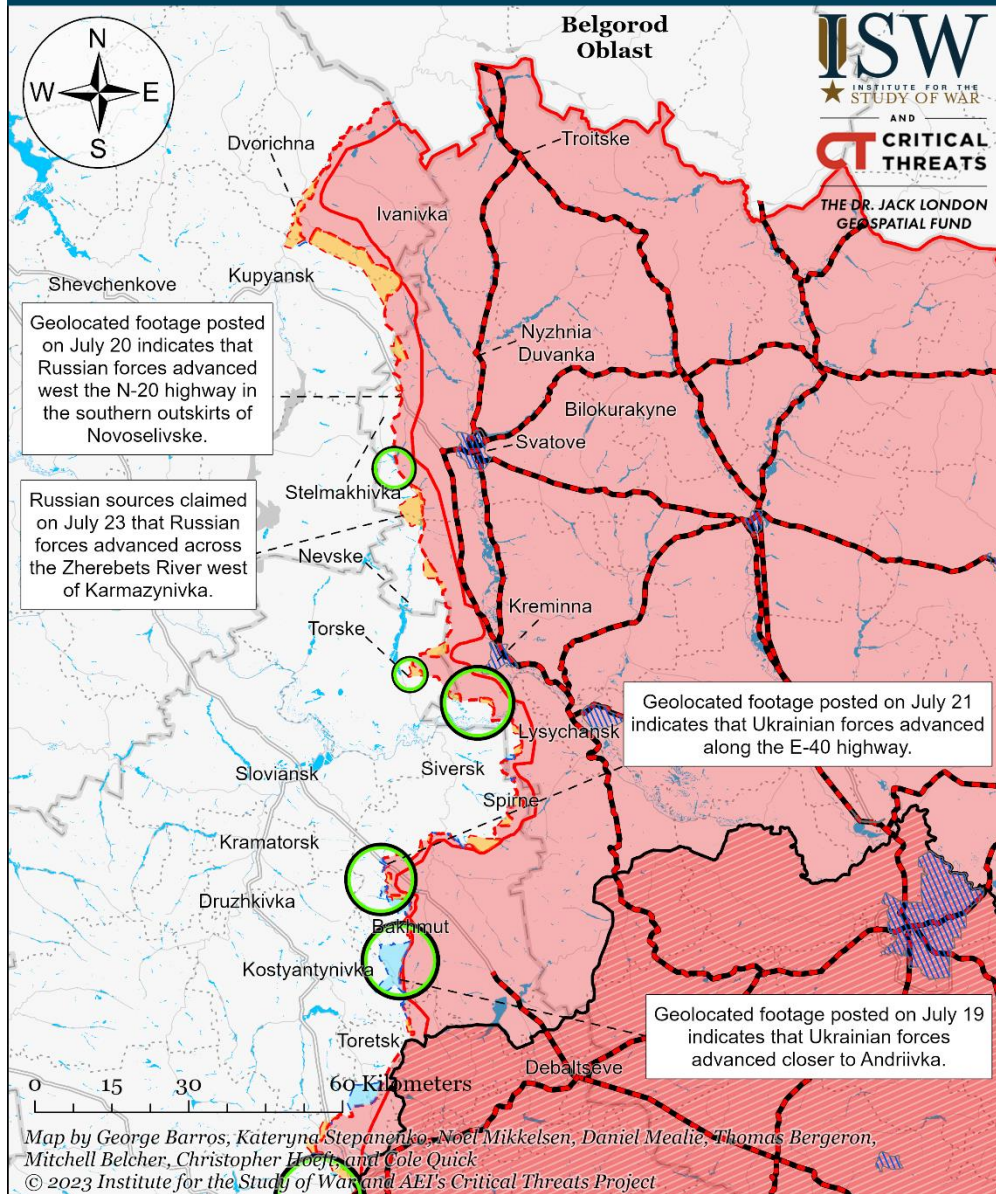 Belgorod
Oblast
N
W
E
S
ISW
INSTITUTE FOR THE
STUDY OF WAR
AND
CT CRITICAL
THREATS
THE DR. JACK LONDON
GEOSPATIAL FUND
Dvorichna
Troitske
Ivanivka
Kupyansk
Shevchenkove
Geolocated footage posted
on July 20 indicates that
Russian forces advanced
west the N-20 highway in
the southern outskirts of
Novoselivske.
Nyzhnia
Duvanka
Bilokurakyne
Svatove
Stelmakhivka
Russian sources claimed
on July 23 that Russian
forces advanced across
the Zherebets River west
of Karmazynivka.
Nevske
Kreminna
Torske
Geolocated footage posted on July 21
indicates that Ukrainian forces advanced
along the E-40 highway.
Lysychansk
Sloviansk
Siversk
Spirne
Kramatorsk
Druzhkivka
Bakhmut
Kostyantynivka
Geolocated footage posted on July 19
indicates that Ukrainian forces
advanced closer to Andriivka.
Toretsk
Debaltseve
0 15 30 60 Kilometers
Map by George Barros, Kateryna Stepanenko, Noel Mikkelsen, Daniel Mealie, Thomas Bergeron,
Mitchell Belcher, Christopher Hoeft, and Cole Quick
© 2023 Institute for the Study of War and AEI's Critical Threats Project